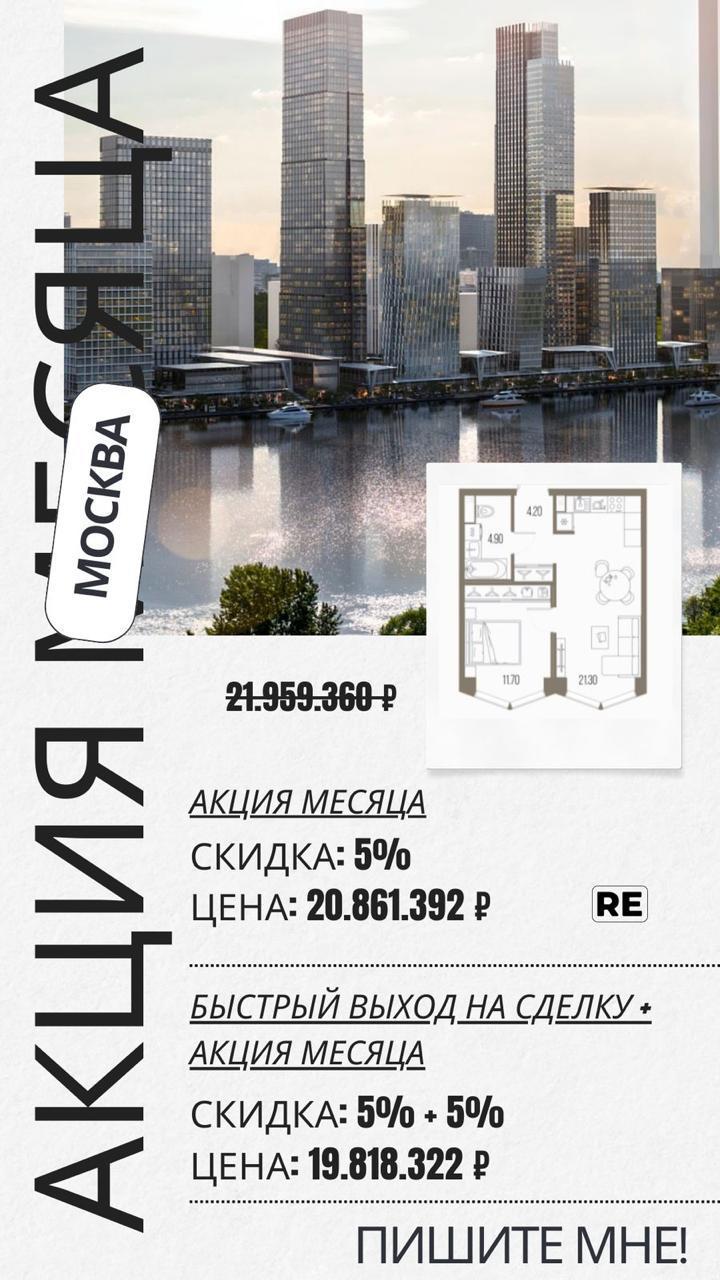 АКЦИЯ МЕСЯЦА
МОСКВА
4.20
4.90
11.70
21.30
21.959.360 ₽
АКЦИЯ МЕСЯЦА
СКИДКА: 5%
ЦЕНА: 20.861.392 ₽
RE
БЫСТРЫЙ ВЫХОД НА СДЕЛКУ +
АКЦИЯ МЕСЯЦА
СКИДКА: 5% + 5%
ЦЕНА: 19.818.322 ₽
ПИШИТЕ МНЕ!